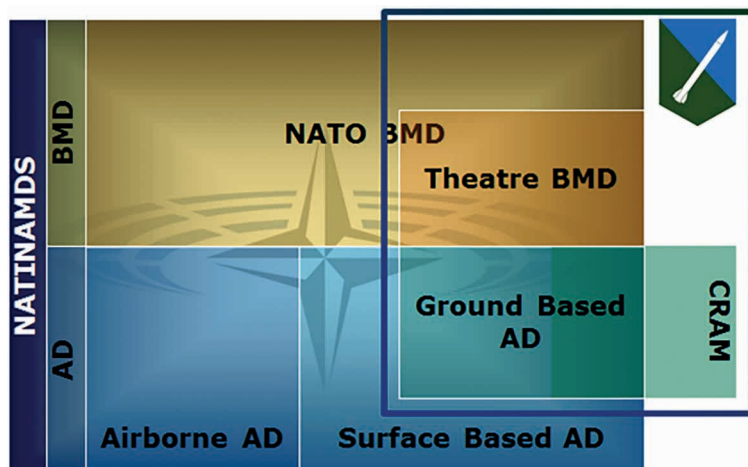 NATINAMDS
BMD
NATO BMD
Theatre BMD
AD
Ground Based
AD
CRAM
Airborne AD
Surface Based AD